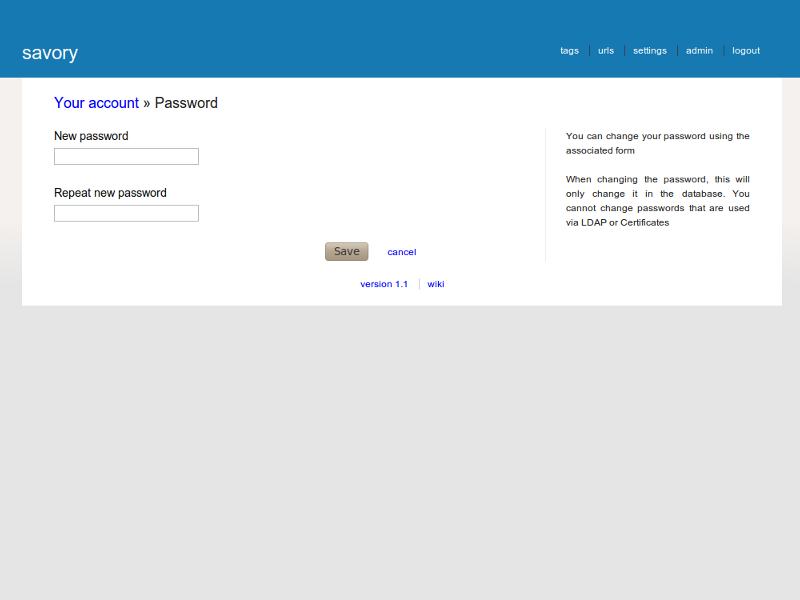 savory
tags urls settings admin logout
Your account » Password
New password
Repeat new password
You can change your password using the
associated form
When changing the password, this will
only change it in the database. You
cannot change passwords that are used
via LDAP or Certificates
Save cancel
version 1.1 wiki